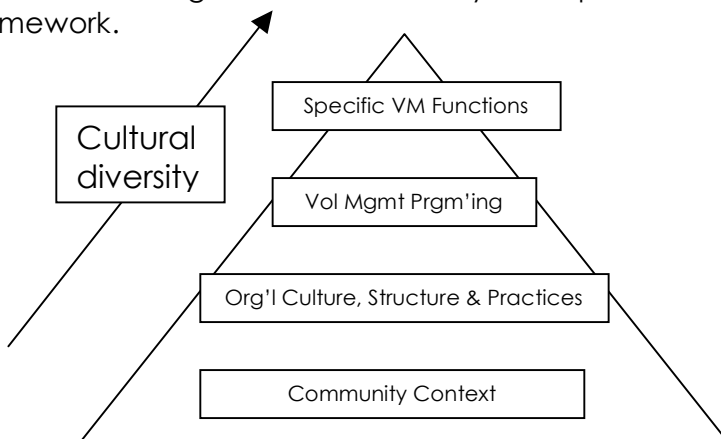 mework.
Specific VM Functions
Cultural
diversity
Vol Mgmt Prgm'ing
Org'l Culture, Structure & Practices
Community Context